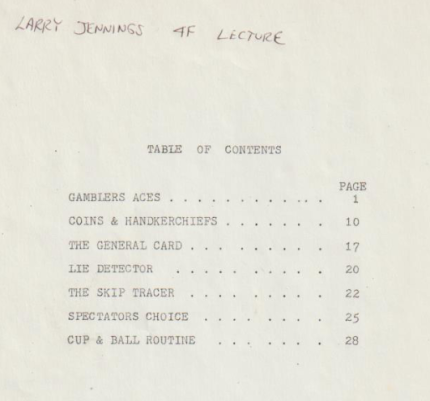 LARRY JENNINGS 4F LECTURE
TABLE OF CONTENTS
PAGE
GAMBLERS ACES . . . . . . . . . . . . . 1
COINS & HANDKERCHIEFS . . . . . . . 10
THE GENERAL CARD . . . . . . . . . . 17
LIE DETECTOR . . . . . . . . . . . 20
THE SKIP TRACER . . . . . . . . . . 22
SPECTATORS CHOICE . . . . . . . . . 25
CUP & BALL ROUTINE . . . . . . . . 28